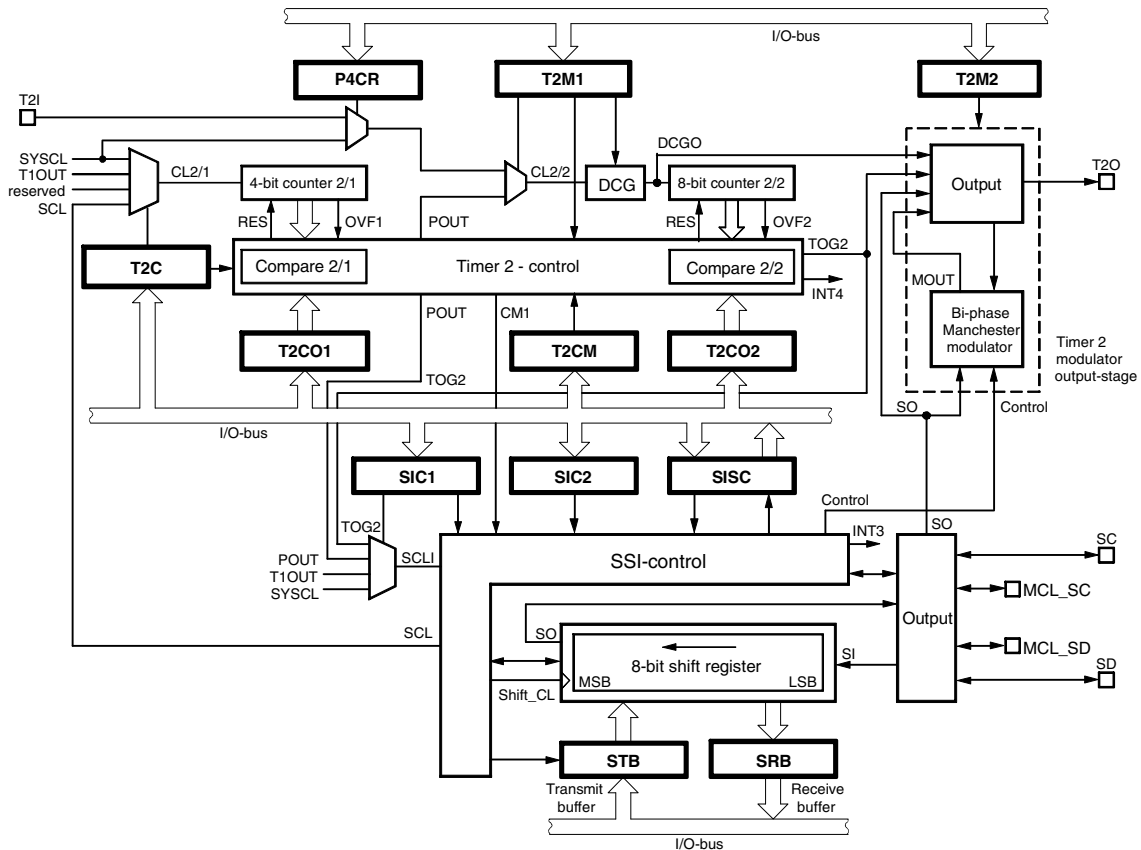 I/O-bus
P4CR
T2M1
T2M2
T2I
SYSCL
T1OUT
reserved
SCL
CL2/1
4-bit counter 2/1
CL2/2
DCG
DCGO
8-bit counter 2/2
Output
T2O
RES
OVF1
POUT
RES
OVF2
TOG2
T2C
Compare 2/1
Timer 2 - control
Compare 2/2
INT4
MOUT
Bi-phase
Manchester
modulator
Timer 2
modulator
output-stage
POUT
CM1
T2CO1
T2CM
T2CO2
TOG2
SO
Control
I/O-bus
SIC1
SIC2
SISC
Control
TOG2
POUT
T1OUT
SYSCL
SCLI
SSI-control
INT3
SO
SC
MCL_SC
Output
MCL_SD
SD
SCL
SO
8-bit shift register
MSB
LSB
SI
Shift_CL
STB
SRB
Transmit
buffer
Receive
buffer
I/O-bus